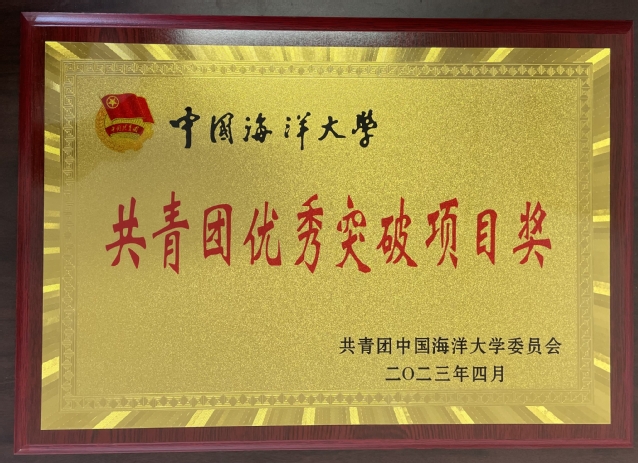 中国海洋大学
共青团优秀突破项目奖
共青团中国海洋大学委员会
二〇二三年四月